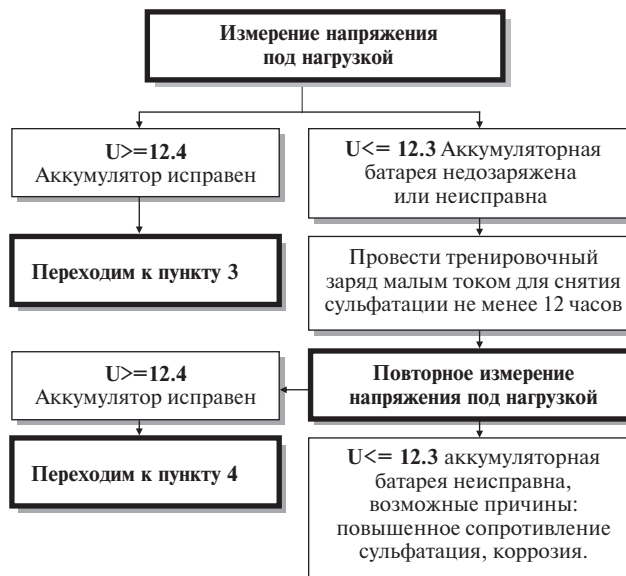 Измерение напряжения
под нагрузкой
U>=12.4
Аккумулятор исправен
U<= 12.3 Аккумуляторная
батарея недозаряжена
или неисправна
Переходим к пункту 3
Провести тренировочный
заряд малым током для снятия
сульфатации не менее 12 часов
U>=12.4
Аккумулятор исправен
Повторное измерение
напряжения под нагрузкой
Переходим к пункту 4
U<= 12.3 аккумуляторная
батарея неисправна,
возможные причины:
повышенное сопротивление
сульфатация, коррозия.